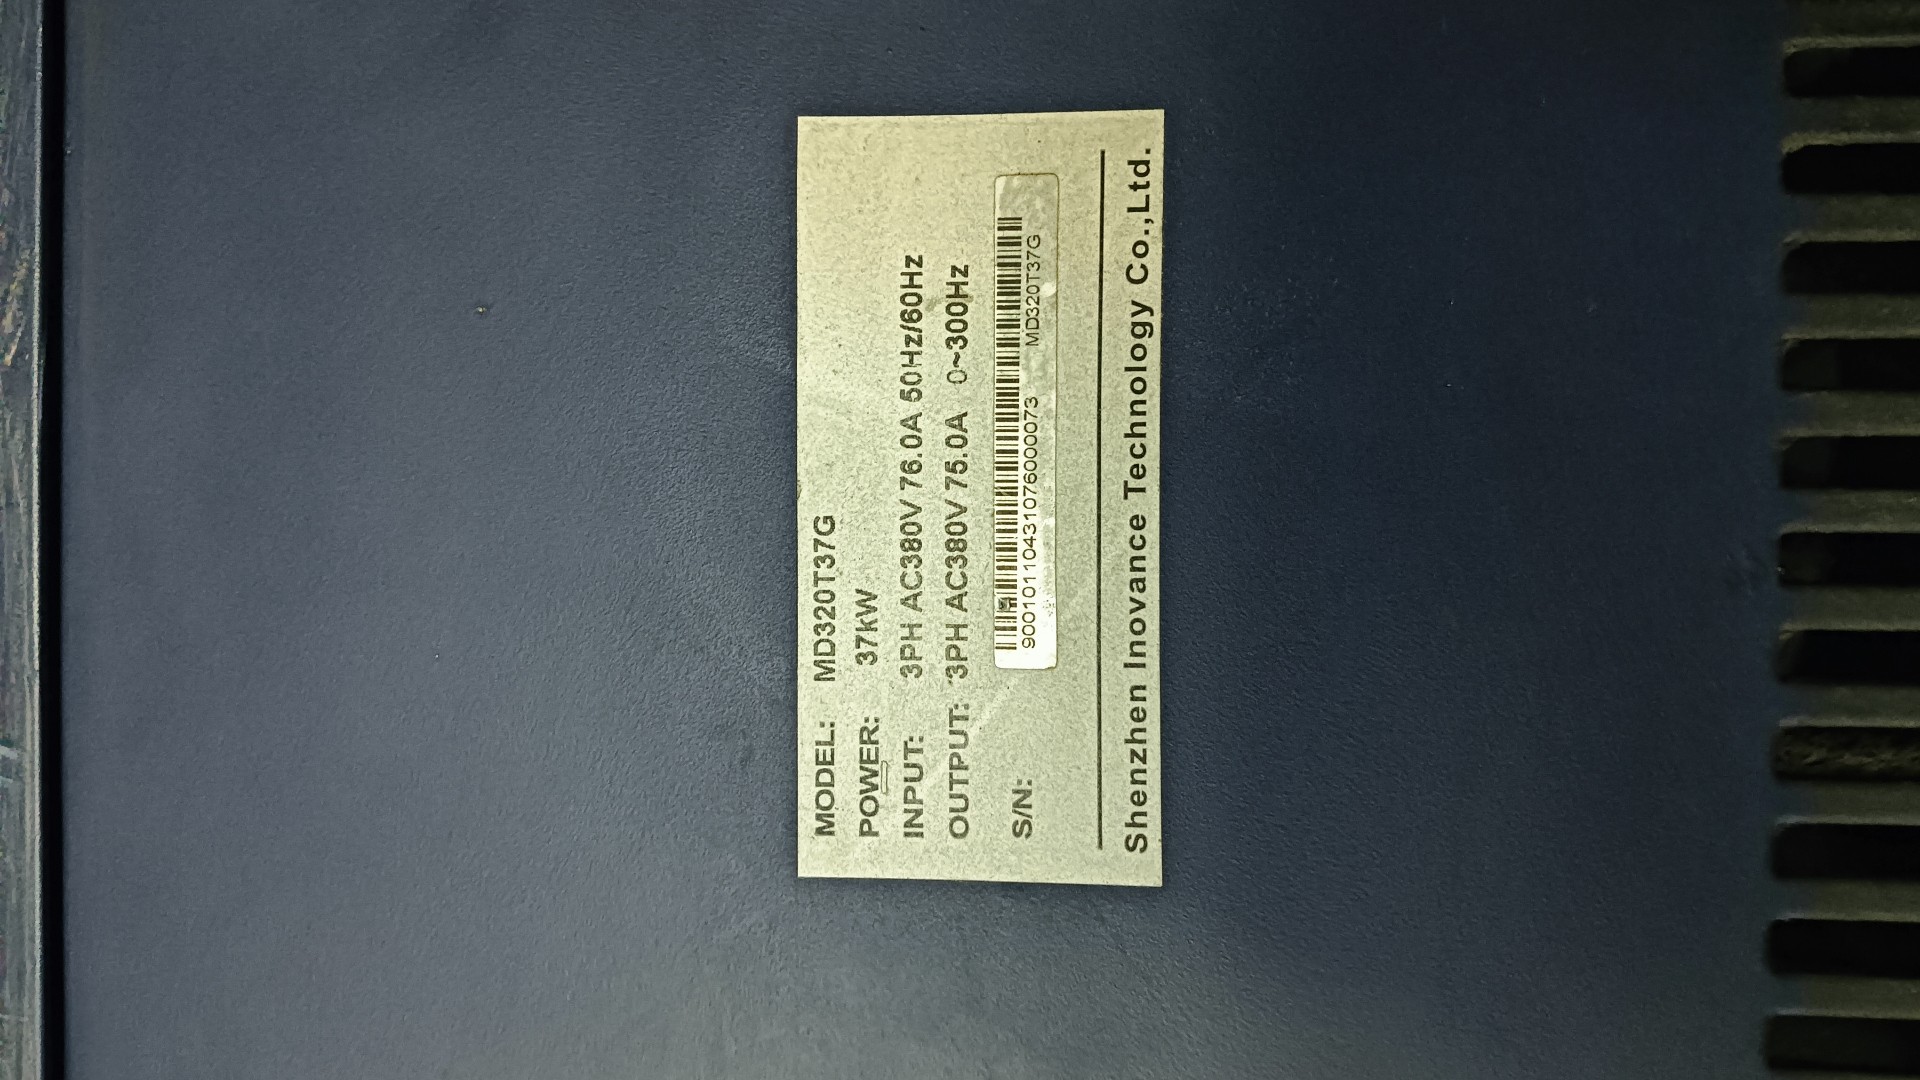 MODEL: MD320T37G
POWER: 37kW
INPUT: 3PH AC380V 76.0A 50Hz/60Hz
OUTPUT: 3PH AC380V 75.0A 0~300Hz
S/N:
900101104310760000073 MD320T37G
Shenzhen Inovance Technology Co.,Ltd.